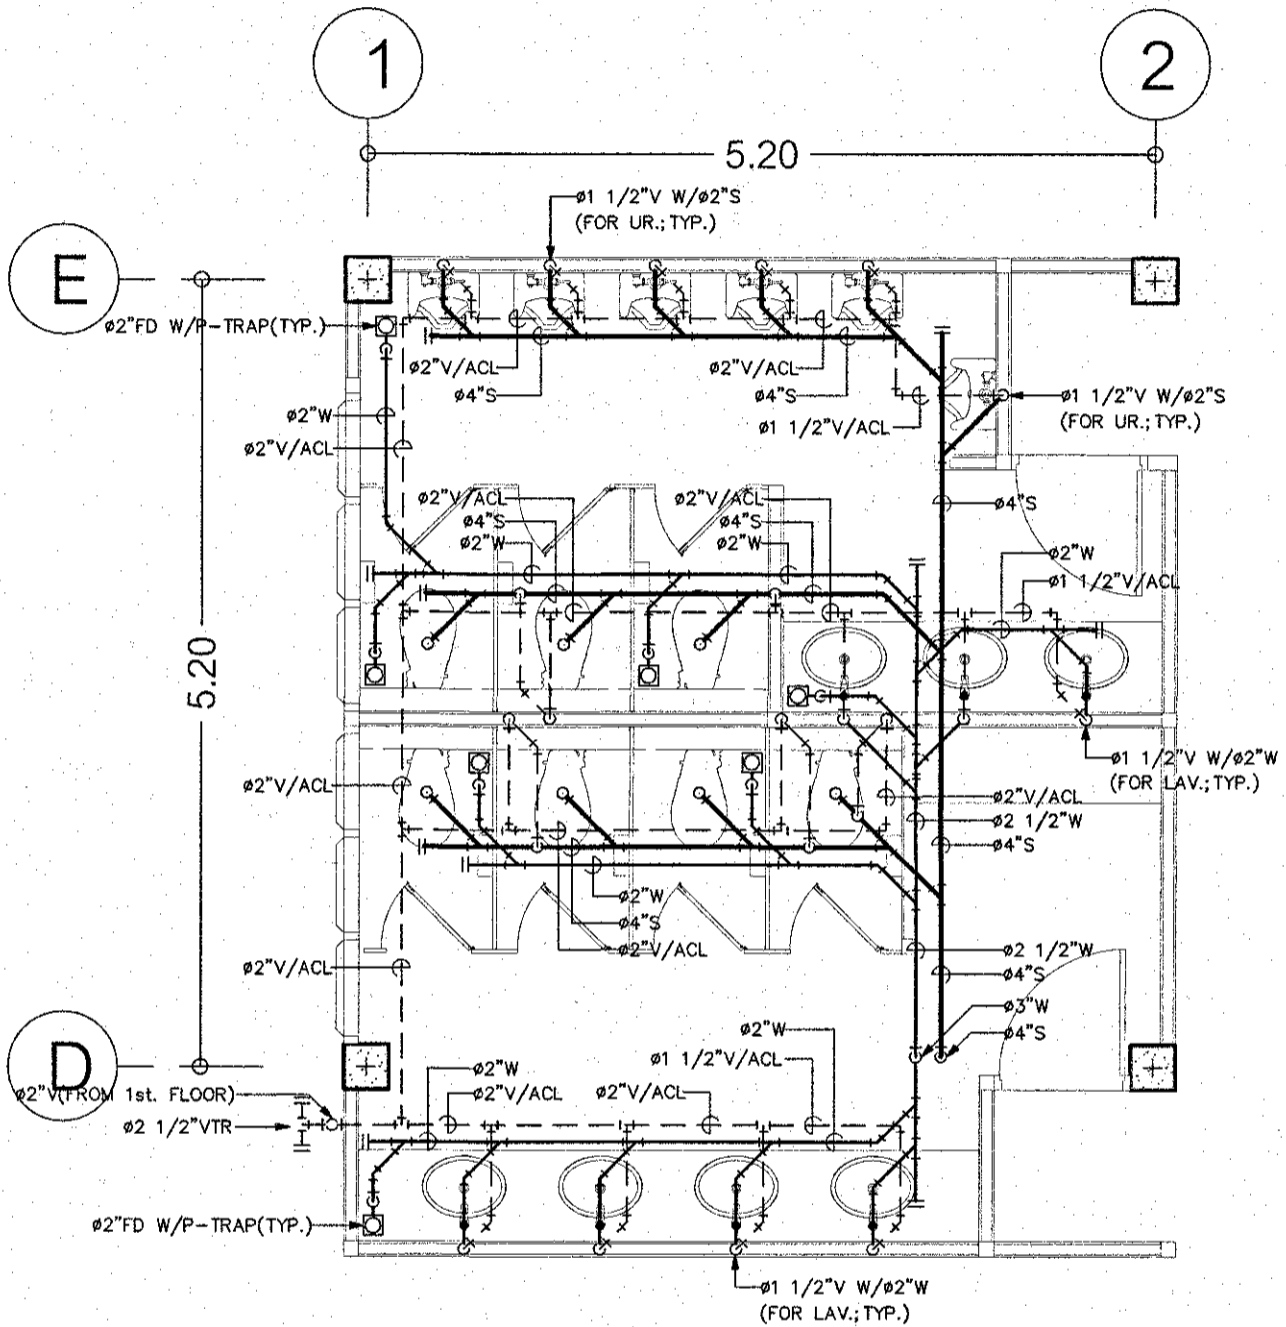 1
2
5.20
ø1 1/2"V W/ø2"S
(FOR UR.;TYP.)
E
ø2"FD W/P-TRAP(TYP.)
ø2"V/ACL
ø2"V/ACL
ø4"S
ø4"S
ø1 1/2"V W/ø2"S
(FOR UR.;TYP.)
ø2"W
ø1 1/2"V/ACL
ø2"V/ACL
ø2"V/ACL
ø2"V/ACL
ø4"S
ø4"S
ø4"S
ø2"W
ø2"W
ø2"W
ø1 1/2"V/ACL
5.20
ø1 1/2"V W/ø2"W
(FOR LAV.;TYP.)
ø2"V/ACL
ø2"V/ACL
ø2 1/2"W
ø4"S
ø2"W
ø4"S
ø2"V/ACL
ø2 1/2"W
ø2"V/ACL
ø4"S
ø3"W
ø4"S
ø2"W
ø1 1/2"V/ACL
D
ø2"W
ø2"V(FROM 1st. FLOOR)
ø2"V/ACL
ø2"V/ACL
ø2 1/2"VTR
ø2"FD W/P-TRAP(TYP.)
ø1 1/2"V W/ø2"W
(FOR LAV.;TYP.)